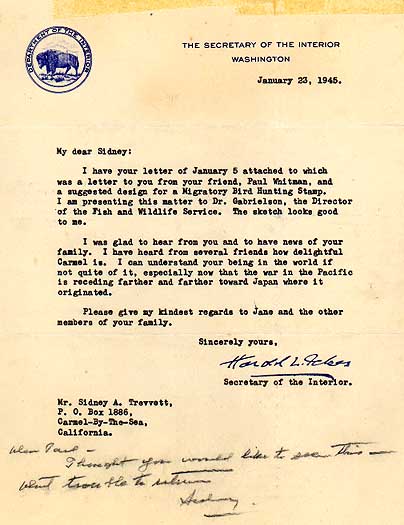 DEPARTMENT OF THE INTERIOR
THE SECRETARY OF THE INTERIOR
WASHINGTON
January 23, 1945.
My dear Sidney:
I have your letter of January 5 attached to which
was a letter to you from your friend, Paul Whitman, and
a suggested design for a Migratory Bird Hunting Stamp.
I am presenting this matter to Dr. Gabrielson, the Director
of the Fish and Wildlife Service. The sketch looks good
to me.
I was glad to hear from you and to have news of your
family. I have heard from several friends how delightful
Carmel is. I can understand your being in the world if
not quite of it, especially now that the war in the Pacific
is receding farther and farther toward Japan where it
originated.
Please give my kindest regards to Jane and the other
members of your family.
Sincerely yours,
Harold L. Ickes
Secretary of the Interior.
Mr. Sidney A. Trevvett,
P. O. Box 1886,
Carmel-By-The-Sea,
California.
Dear Paul -
Thought you would like to see this -
trouble to return
Sidney